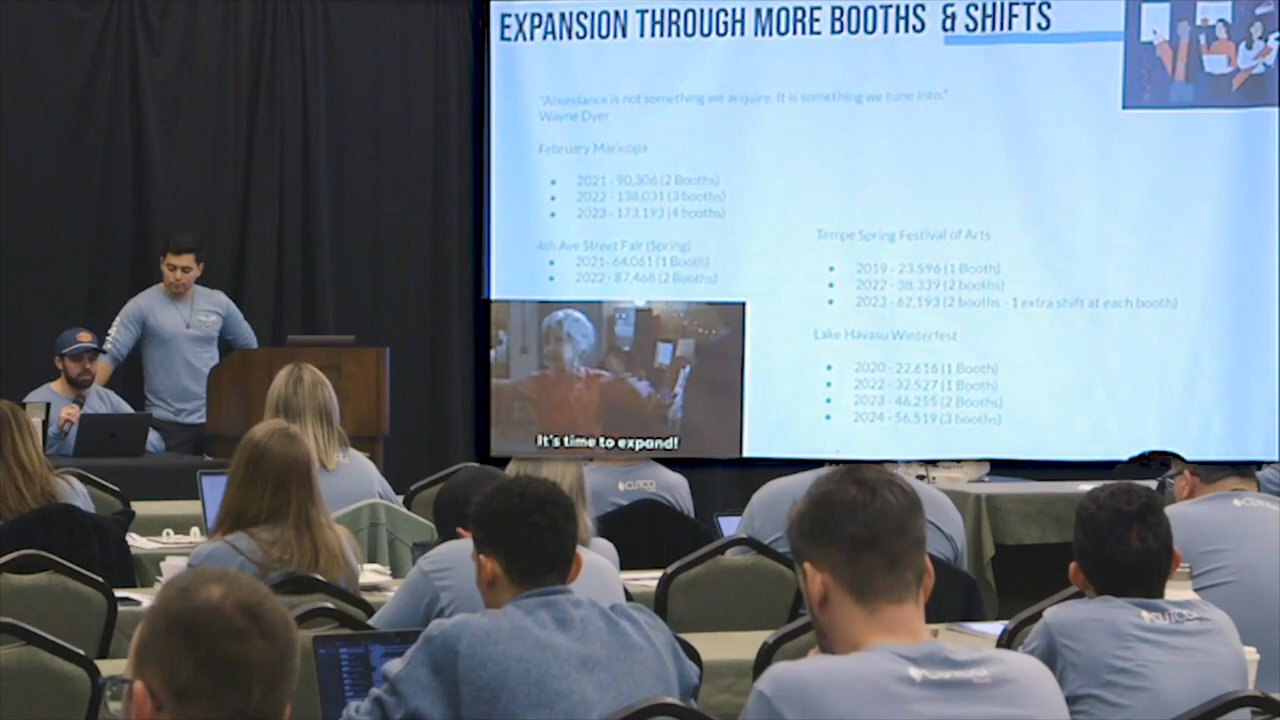 EXPANSION THROUGH MORE BOOTHS & SHIFTS
"Abundance is not something we acquire. It is something we tune into."
Wayne Dyer
February Maricopa
2021 - 90,306 (2 Booths)
2022 - 138,031 (3 booths)
2023 - 173,193 (4 booths)
4th Ave Street Fair (Spring)
2021- 64,061 (1 Booth)
2022 - 87,468 (2 Booths)
Tempe Spring Festival of Arts
2019 - 23,596 (1 Booth)
2022 - 38,339 (2 booths)
2023 - 62,193 (2 booths - 1 extra shift at each booth)
Lake Havasu Winterfest
2020 - 22,616 (1 Booth)
2022 - 32,527 (1 Booth)
2023 - 46,255 (2 Booths)
2024 - 56,519 (3 booths)
It's time to expand!
CUTCO
CUTCO